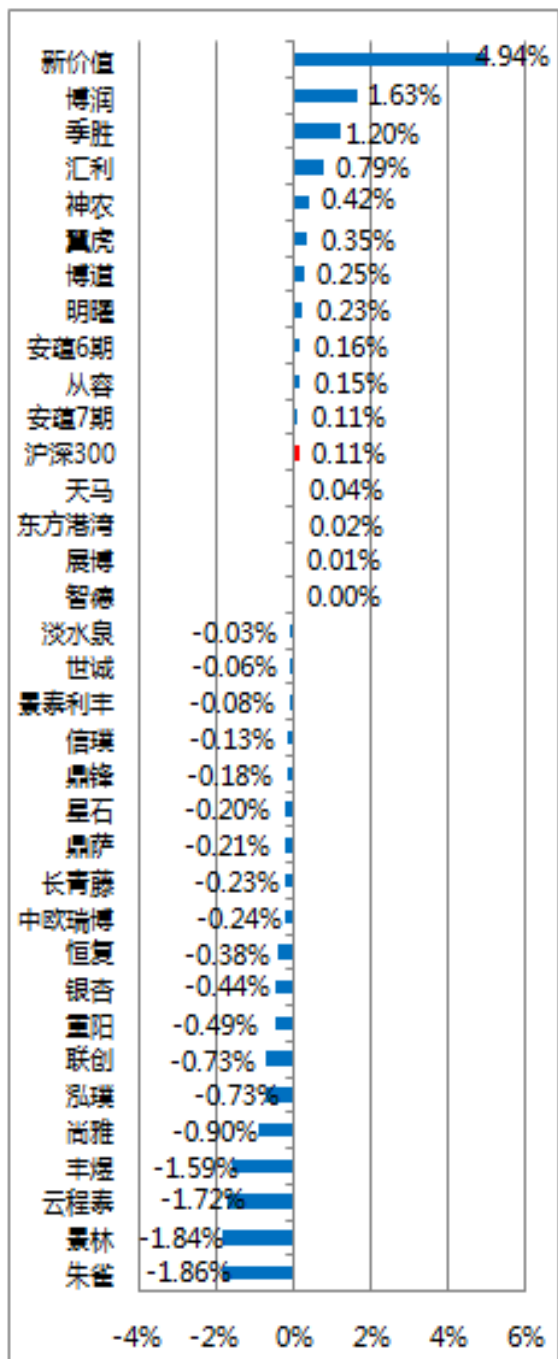 新价值 4.94%
博润 1.63%
季胜 1.20%
汇利 0.79%
神农 0.42%
翼虎 0.35%
博道 0.25%
明曜 0.23%
安蕴6期 0.16%
从容 0.15%
安蕴7期 0.11%
沪深300 0.11%
天马 0.04%
东方港湾 0.02%
展博 0.01%
智德 0.00%
淡水泉 -0.03%
世诚 -0.06%
景泰利丰 -0.08%
信璞 -0.13%
鼎锋 -0.18%
星石 -0.20%
鼎萨 -0.21%
长青藤 -0.23%
中欧瑞博 -0.24%
恒复 -0.38%
银杏 -0.44%
重阳 -0.49%
联创 -0.73%
泓璞 -0.73%
尚雅 -0.90%
丰煜 -1.59%
云程泰 -1.72%
景林 -1.84%
朱雀 -1.86%
-4% -2% 0% 2% 4% 6%